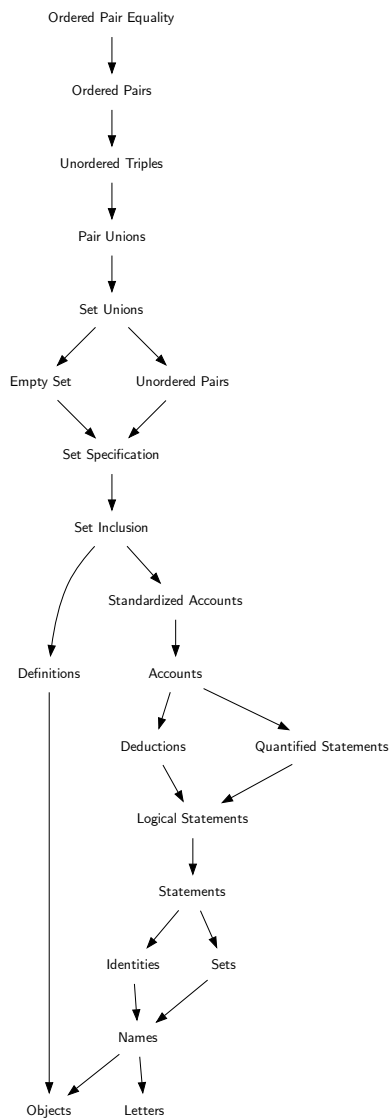 Ordered Pair Equality
Ordered Pairs
Unordered Triples
Pair Unions
Set Unions
Empty Set
Unordered Pairs
Set Specification
Set Inclusion
Standardized Accounts
Definitions
Accounts
Deductions
Quantified Statements
Logical Statements
Statements
Identities
Sets
Names
Objects
Letters